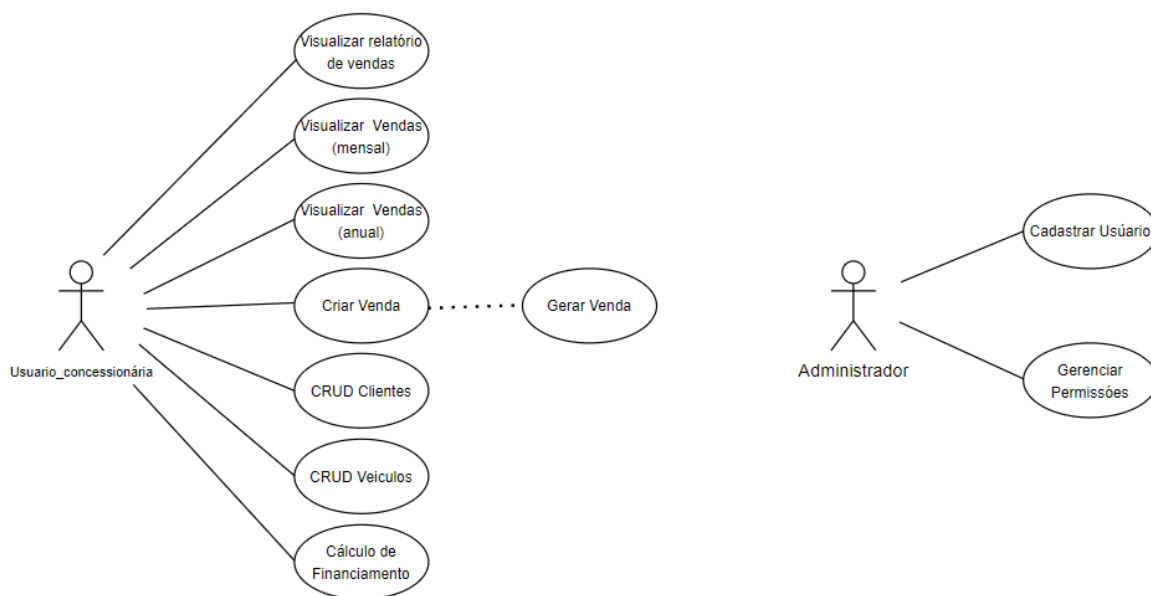 Visualizar relatório
de vendas
Visualizar Vendas
(mensal)
Visualizar Vendas
(anual)
Criar Venda
Gerar Venda
CRUD Clientes
CRUD Veiculos
Cálculo de
Financiamento
Usuario_concessionária
Cadastrar Usúario
Gerenciar
Permissóes
Administrador